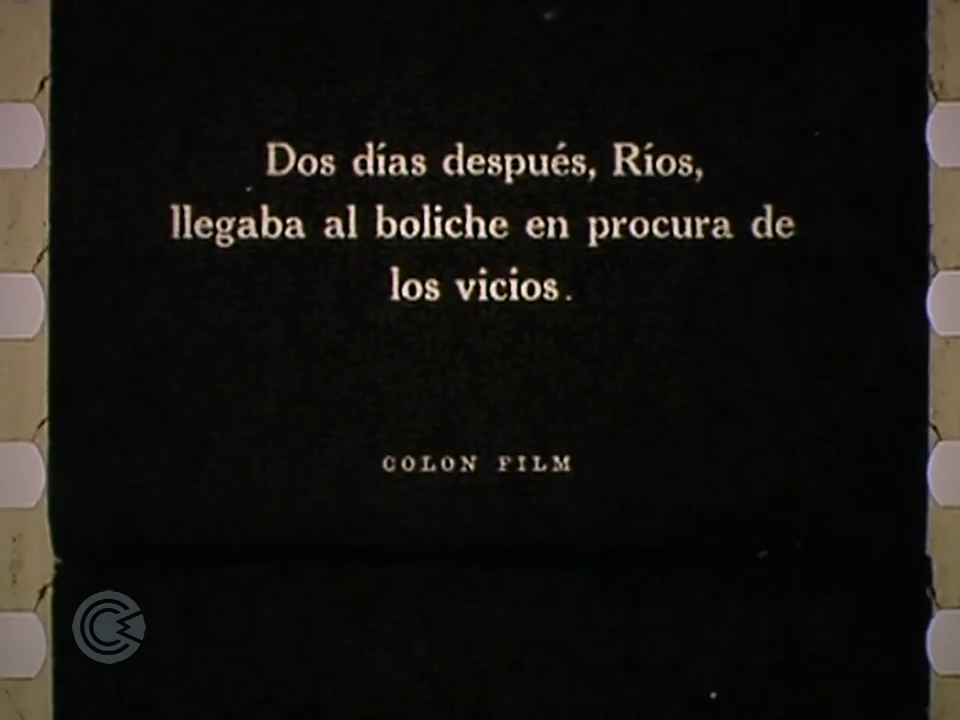 Dos días después, Ríos,
llegaba al boliche en procura de
los vicios.
COLON FILM